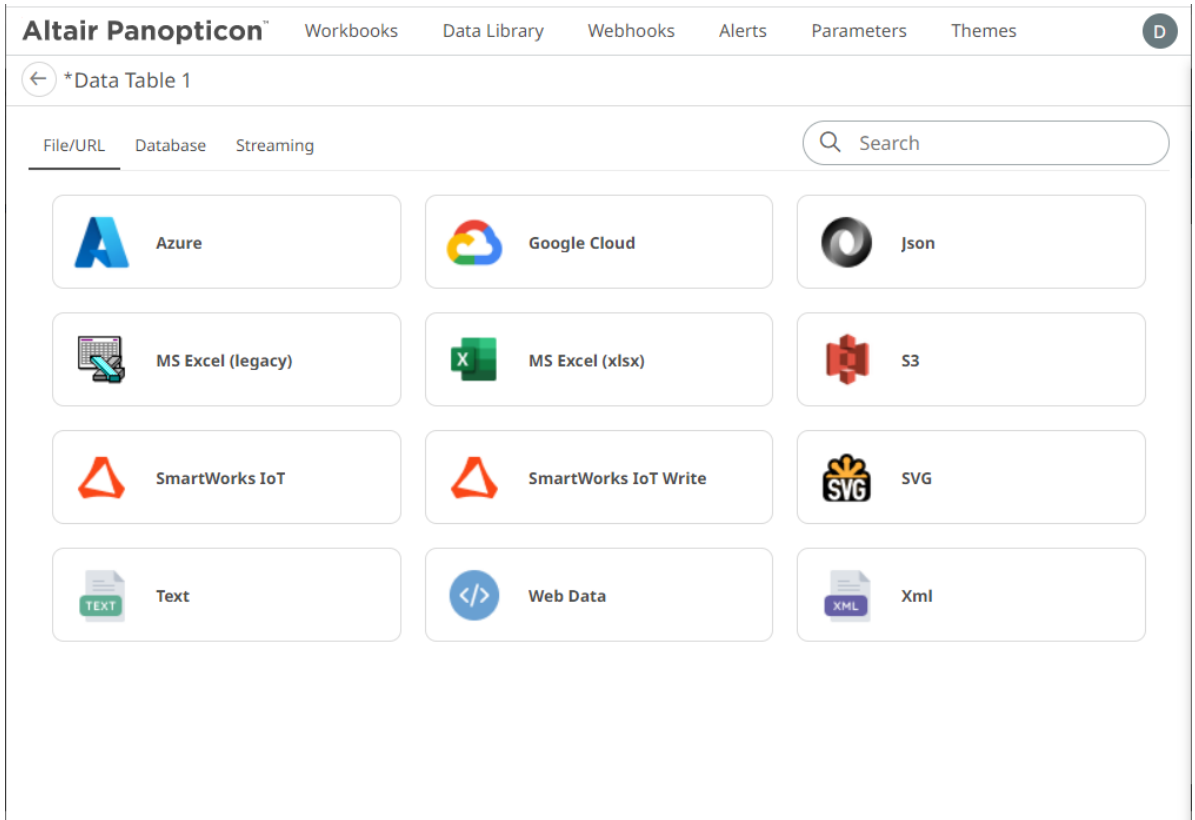 Altair Panopticon™ Workbooks Data Library Webhooks Alerts Parameters Themes D
*Data Table 1
File/URL Database Streaming Search
Azure Google Cloud Json
MS Excel (legacy) X MS Excel (xlsx) S3
SmartWorks IoT SmartWorks IoT Write SVG SVG
TEXT Text </> Web Data XML Xml